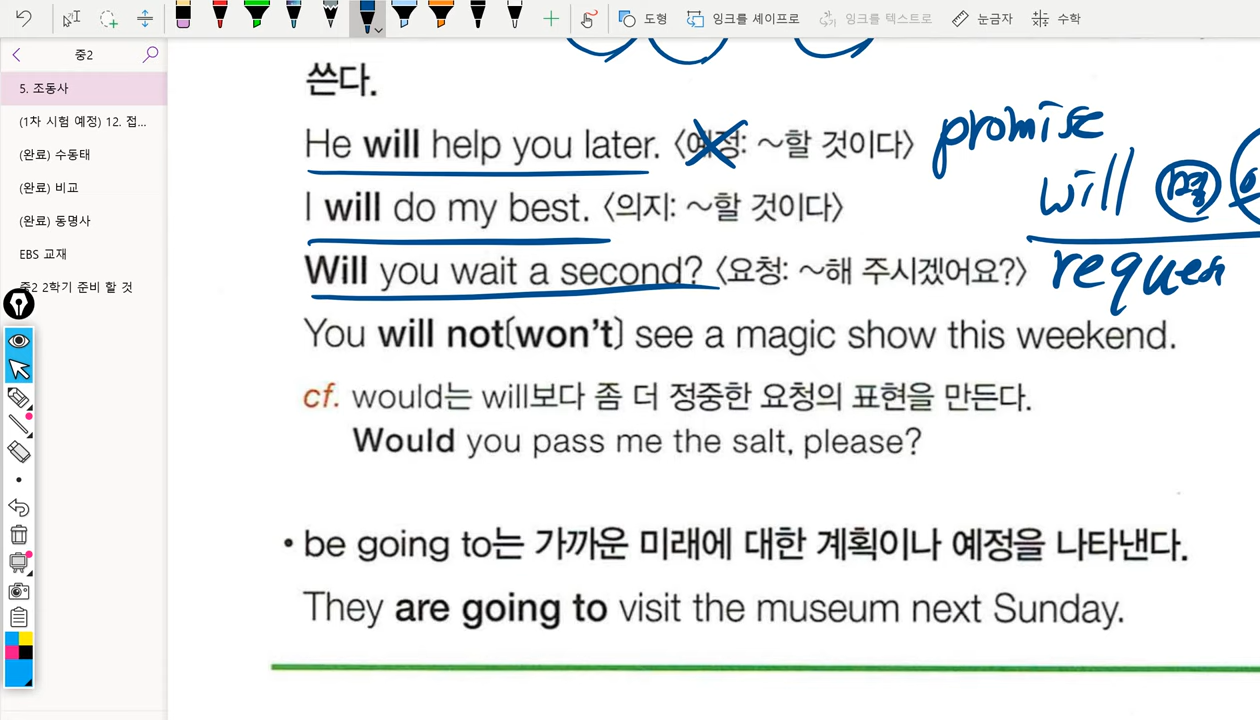 도형 잉크를 셰이프로 잉크를 텍스트로 눈금자 수학
중2
5. 조동사
(1차 시험 예정) 12. 접...
(완료) 수동태
(완료) 비교
(완료) 동명사
EBS 교재
중2 2학기 준비 할 것
쓴다.
He will help you later. 〈예정: ~할 것이다〉 promise
will
I will do my best. 〈의지: ~할 것이다〉
Will you wait a second? 〈요청: ~해 주시겠어요?〉 reques
You will not(won't) see a magic show this weekend.
cf. would는 will보다 좀 더 정중한 요청의 표현을 만든다.
Would you pass me the salt, please?
• be going to는 가까운 미래에 대한 계획이나 예정을 나타낸다.
They are going to visit the museum next Sunday.